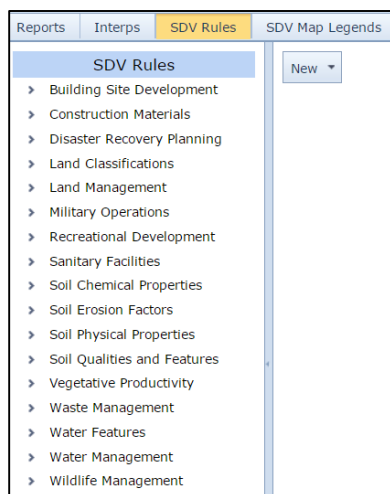 Reports Interps SDV Rules SDV Map Legends
SDV Rules
New
Building Site Development
Construction Materials
Disaster Recovery Planning
Land Classifications
Land Management
Military Operations
Recreational Development
Sanitary Facilities
Soil Chemical Properties
Soil Erosion Factors
Soil Physical Properties
Soil Qualities and Features
Vegetative Productivity
Waste Management
Water Features
Water Management
Wildlife Management